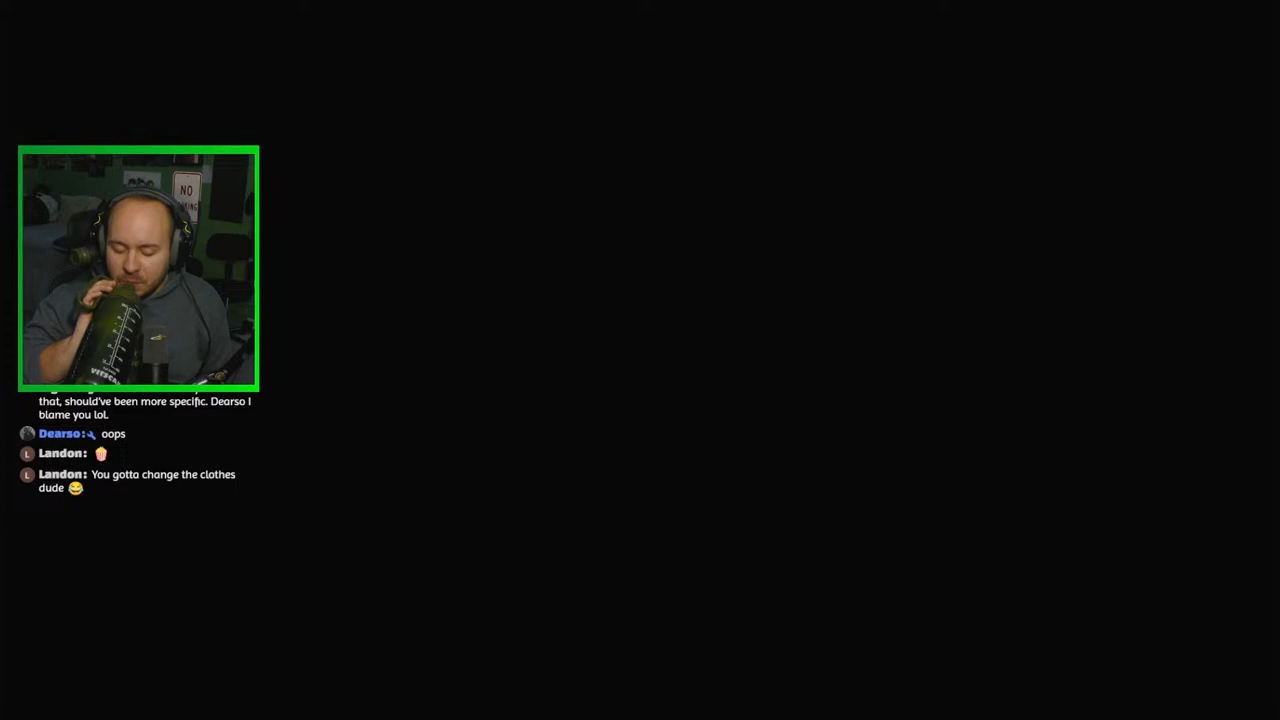 NO
that, should've been more specific. Dearso I
blame you lol.
Dearso: oops
Landon: 🍿
Landon: You gotta change the clothes
dude 😂